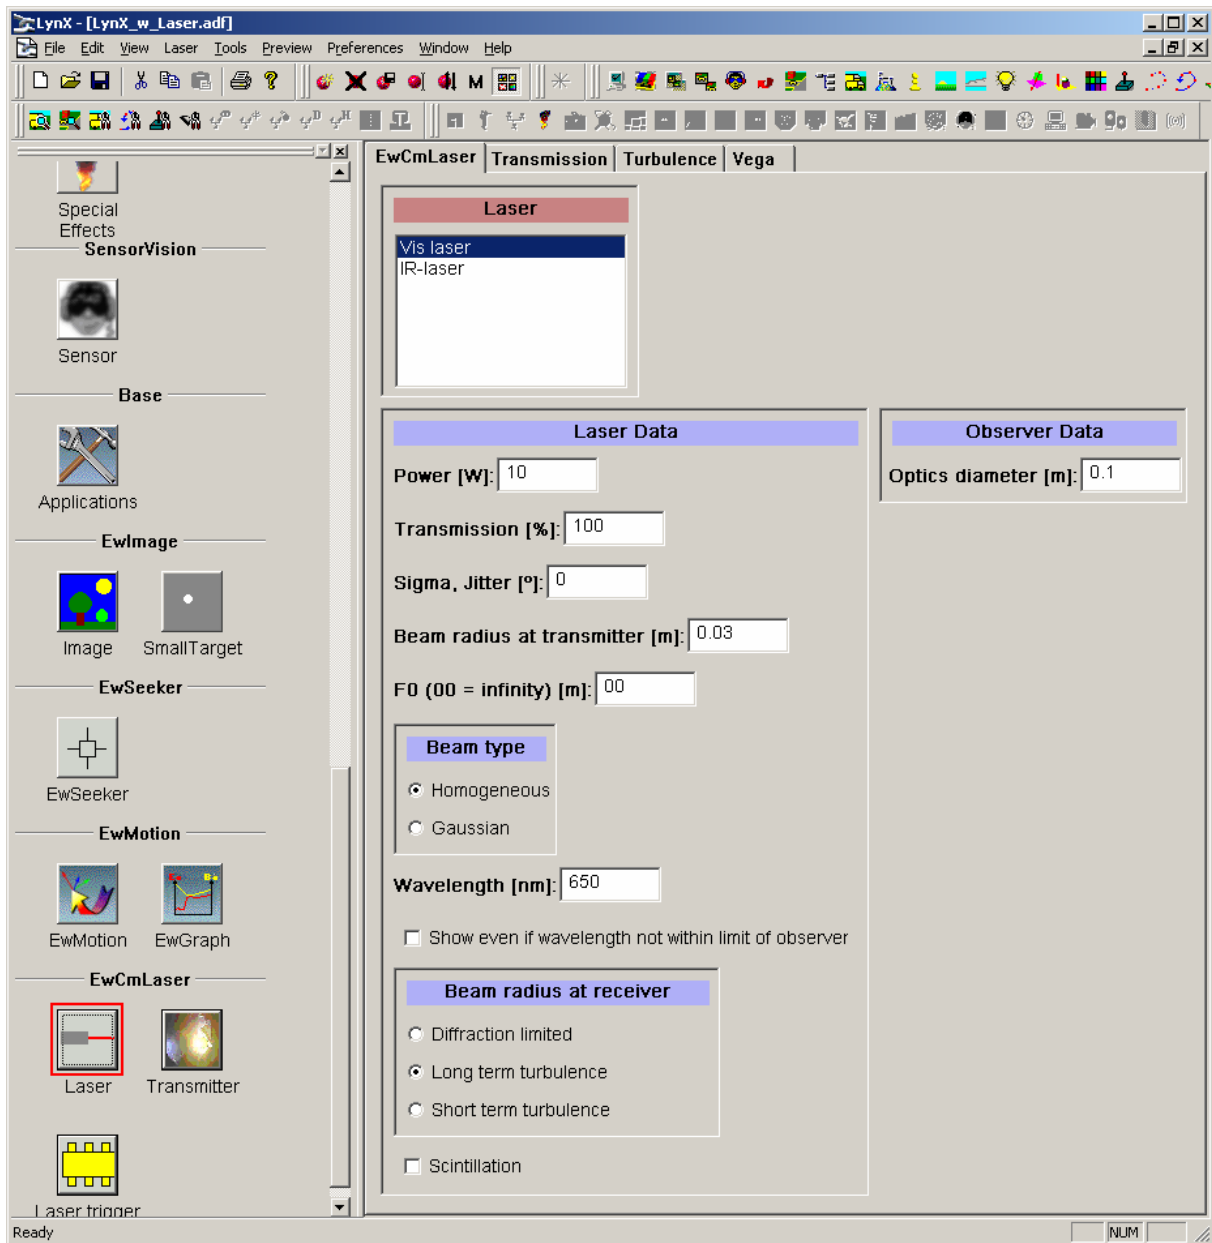 LynX - [LynX_w_Laser.adf]
File Edit View Laser Tools Preview Preferences Window Help
M
Special
Effects
SensorVision
Sensor
Base
Applications
EwImage
Image SmallTarget
EwSeeker
EwSeeker
EwMotion
EwMotion EwGraph
EwCmLaser
Laser Transmitter
Laser trigger
EwCmLaser Transmission Turbulence Vega
Laser
Vis laser
IR-laser
Laser Data
Power [W]: 10
Transmission [%]: 100
Sigma, Jitter [º]: 0
Beam radius at transmitter [m]: 0.03
F0 (00 = infinity) [m]: 00
Beam type
Homogeneous
Gaussian
Wavelength [nm]: 650
Show even if wavelength not within limit of observer
Beam radius at receiver
Diffraction limited
Long term turbulence
Short term turbulence
Scintillation
Observer Data
Optics diameter [m]: 0.1
Ready
NUM